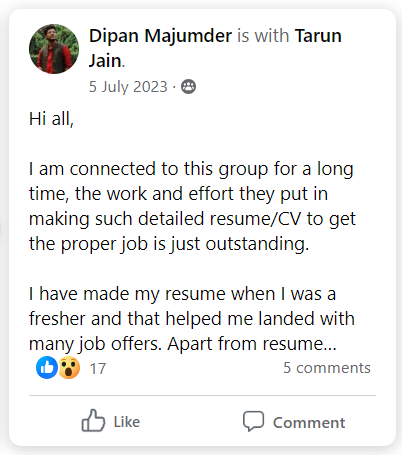 Dipan Majumder is with Tarun
Jain.
5 July 2023 ·
Hi all,
I am connected to this group for a long
time, the work and effort they put in
making such detailed resume/CV to get
the proper job is just outstanding.
I have made my resume when I was a
fresher and that helped me landed with
many job offers. Apart from resume...
17 5 comments
Like Comment